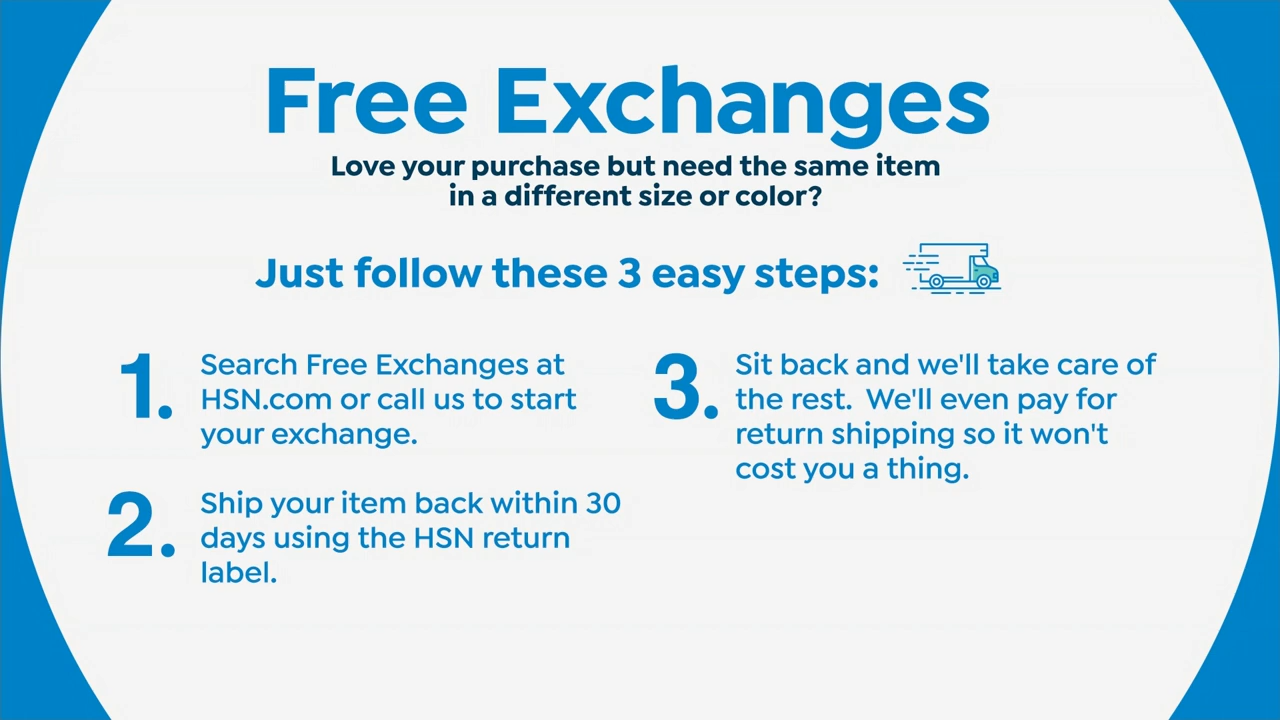 Free Exchanges
Love your purchase but need the same item
in a different size or color?
Just follow these 3 easy steps:
1. Search Free Exchanges at
HSN.com or call us to start
your exchange.
2. Ship your item back within 30
days using the HSN return
label.
3. Sit back and we'll take care of
the rest.  We'll even pay for
return shipping so it won't
cost you a thing.